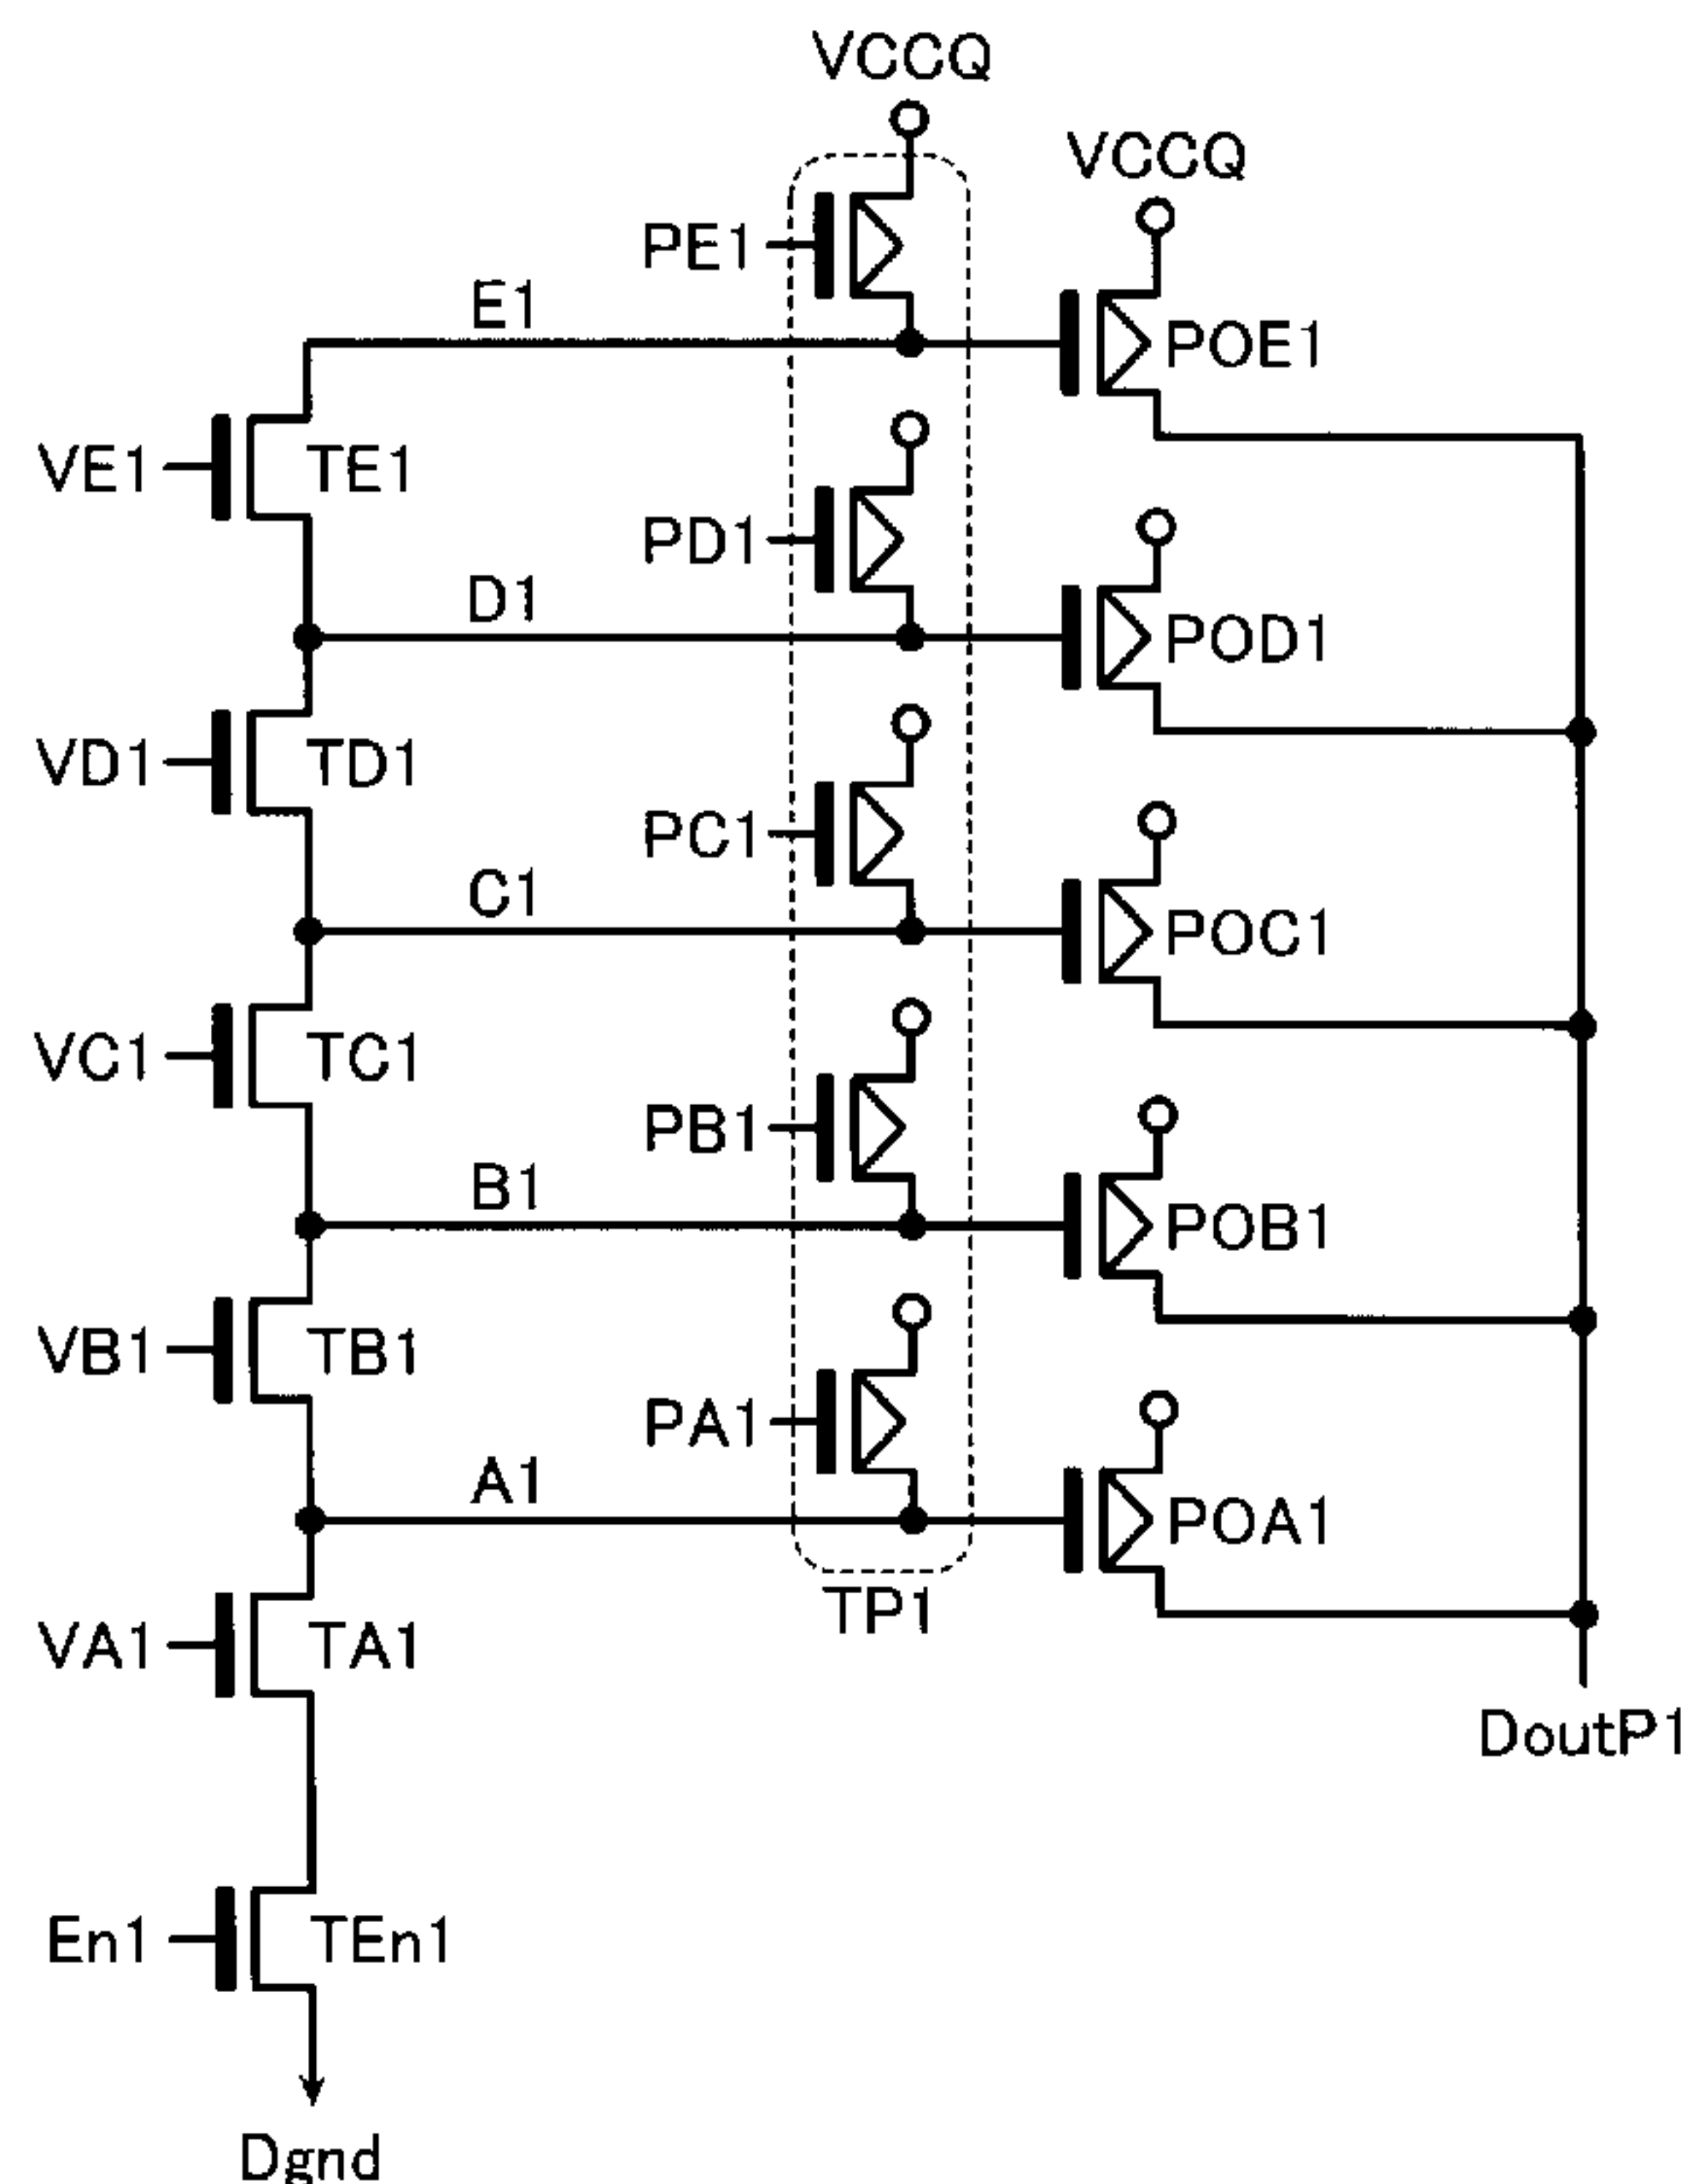 VCCQ
VCCQ
PE1
E1
POE1
VE1
TE1
PD1
D1
POD1
VD1
TD1
PC1
C1
POC1
VC1
TC1
PB1
B1
POB1
VB1
TB1
PA1
A1
POA1
TP1
VA1
TA1
DoutP1
En1
TEn1
Dgnd